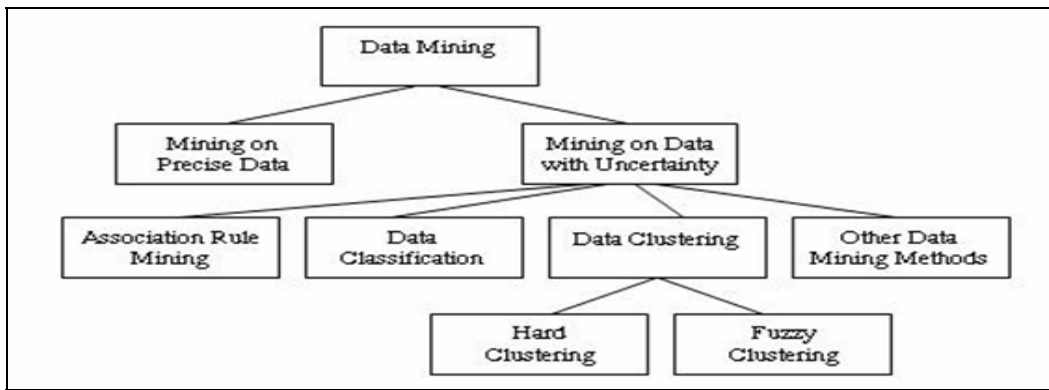 Data Mining
Mining on
Precise Data
Mining on Data
with Uncertainty
Association Rule
Mining
Data
Classification
Data Clustering
Other Data
Mining Methods
Hard
Clustering
Fuzzy
Clustering